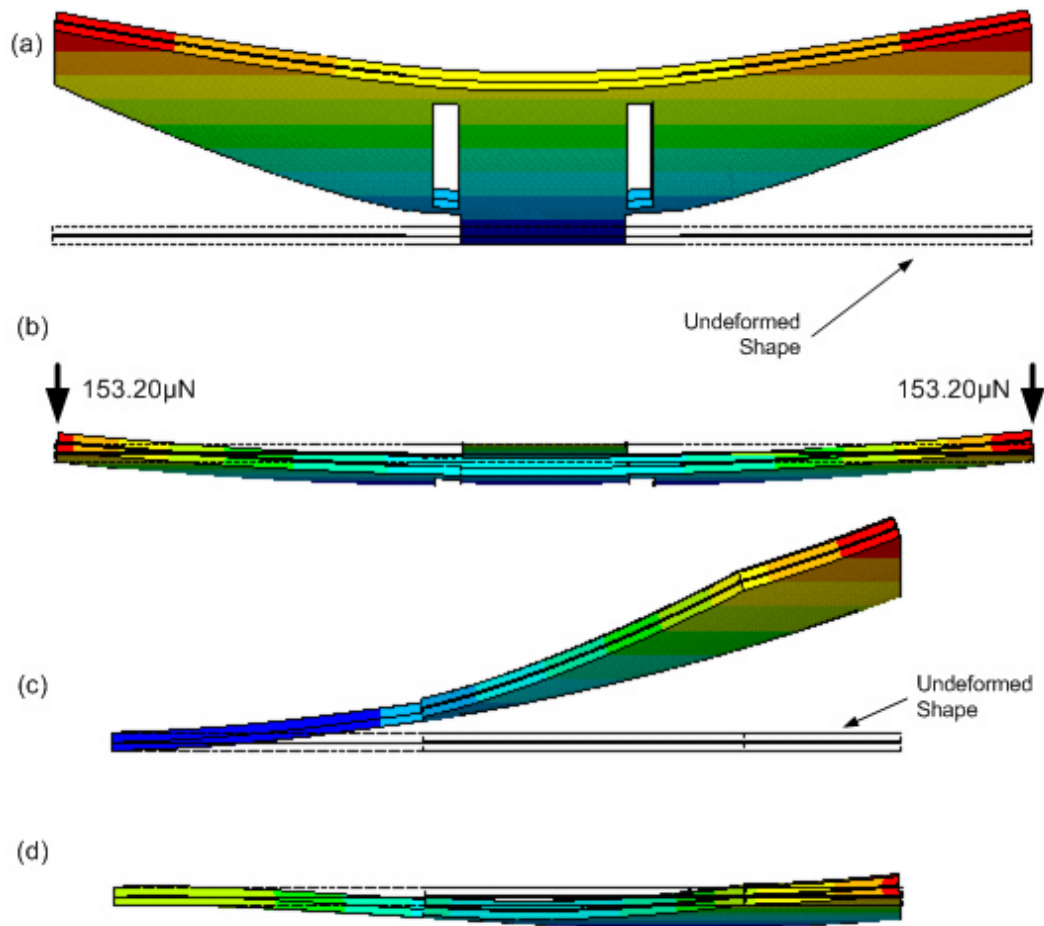 (a)
Undeformed
Shape
(b)
153.20µN
153.20µN
(c)
Undeformed
Shape
(d)